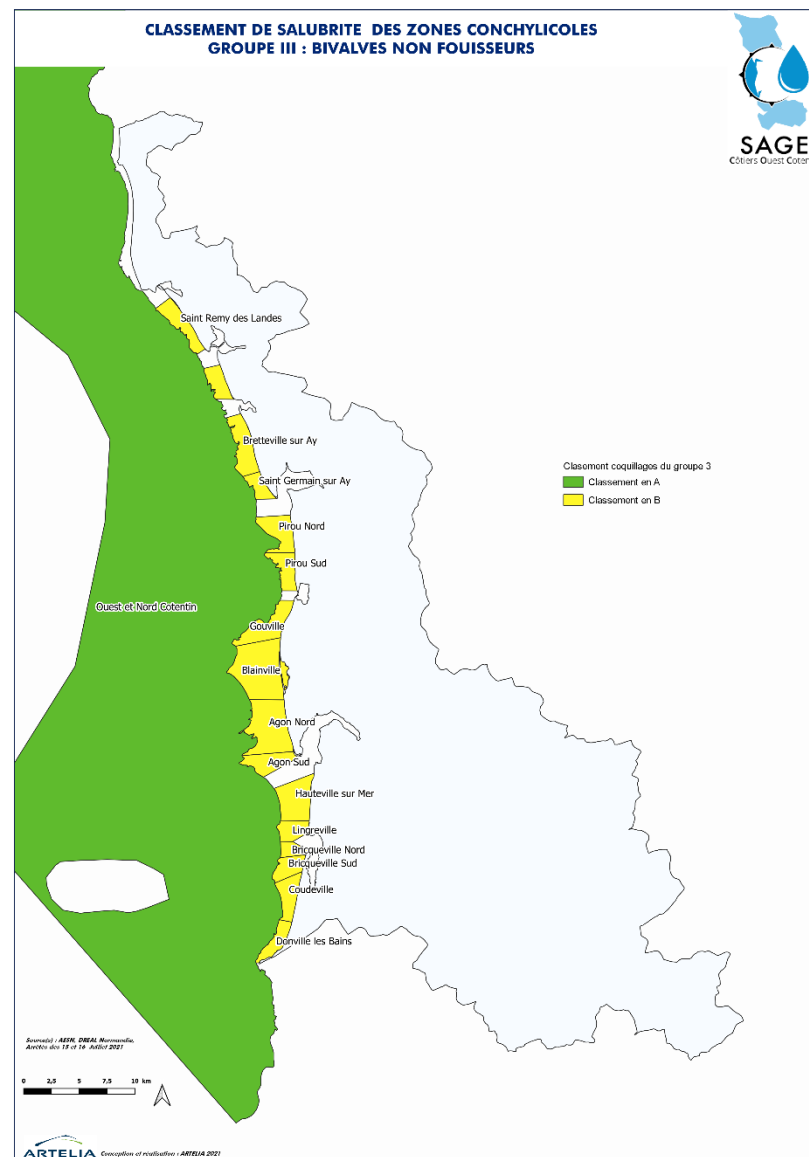 CLASSEMENT DE SALUBRITE DES ZONES CONCHYLICOLES
GROUPE III : BIVALVES NON FOUISSEURS
SAGE
Côtiers Ouest Coten
Saint Remy des Landes
Bretteville sur Ay
Saint Germain sur Ay
Clasement coquillages du groupe 3
Classement en A
Classement en B
Pirou Nord
Pirou Sud
Ouest et Nord Cotentin
Gouville
Blainville
Agon Nord
Agon Sud
Hauteville sur Mer
Lingreville
Bricqueville Nord
Bricqueville Sud
Coudeville
Donville les Bains
Source(s) : AESN, DREAL Normandie,
Arrêtés des 15 et 16 Juillet 2021
0 2,5 5 7,5 10 km
ARTELIA Conception et réalisation : ARTELIA 2021